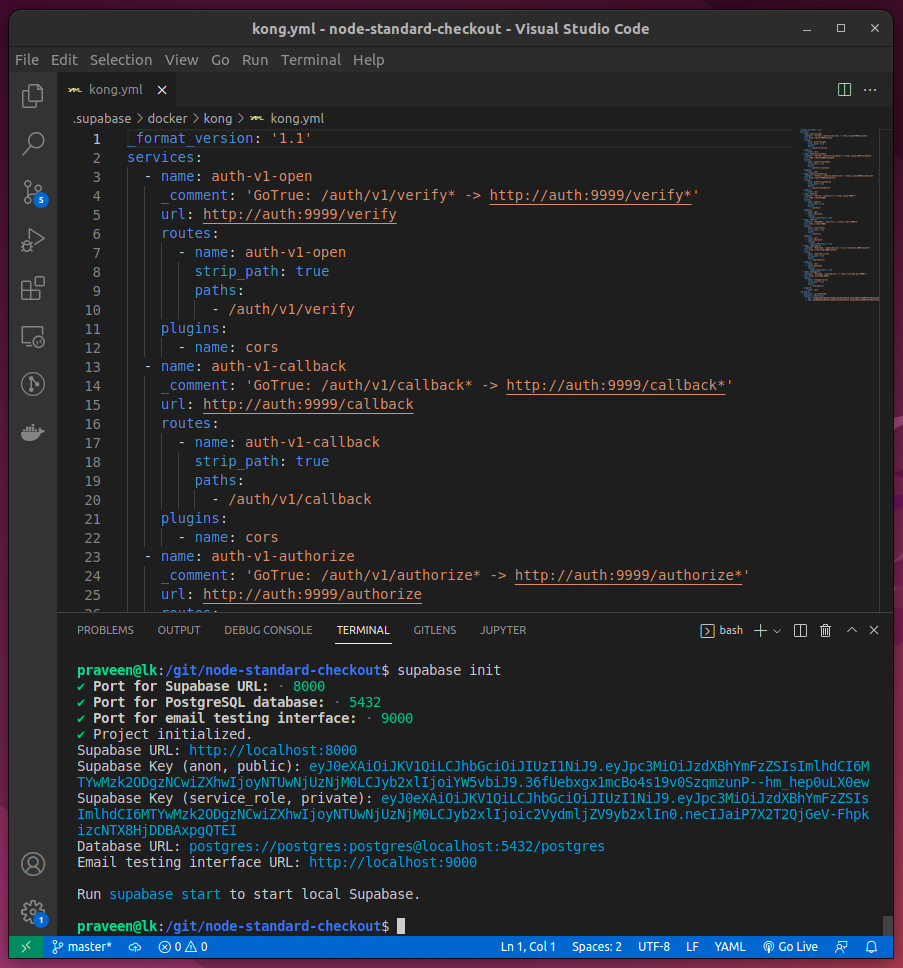 kong.yml - node-standard-checkout - Visual Studio Code
File Edit Selection View Go Run Terminal Help
YAML kong.yml
.supabase > docker > kong > YAML kong.yml
1 _format_version: '1.1'
2 services:
3 - name: auth-v1-open
4 _comment: 'GoTrue: /auth/v1/verify* -> http://auth:9999/verify*'
5 url: http://auth:9999/verify
6 routes:
7 - name: auth-v1-open
8 strip_path: true
9 paths:
10 - /auth/v1/verify
11 plugins:
12 - name: cors
13 - name: auth-v1-callback
14 _comment: 'GoTrue: /auth/v1/callback* -> http://auth:9999/callback*'
15 url: http://auth:9999/callback
16 routes:
17 - name: auth-v1-callback
18 strip_path: true
19 paths:
20 - /auth/v1/callback
21 plugins:
22 - name: cors
23 - name: auth-v1-authorize
24 _comment: 'GoTrue: /auth/v1/authorize* -> http://auth:9999/authorize*'
25 url: http://auth:9999/authorize
26 routes:
5
1
PROBLEMS OUTPUT DEBUG CONSOLE TERMINAL GITLENS JUPYTER bash
praveen@lk:/git/node-standard-checkout$ supabase init
✔ Port for Supabase URL: · 8000
✔ Port for PostgreSQL database: · 5432
✔ Port for email testing interface: · 9000
✔ Project initialized.
Supabase URL: http://localhost:8000
Supabase Key (anon, public): eyJ0eXAiOiJKV1QiLCJhbGciOiJIUzI1NiJ9.eyJpc3MiOiJzdXBhYmFzZSIsImlhdCI6M
TYwMzk2ODgzNCwiZXhwIjoyNTUwNjUzNjM0LCJyb2xlIjoiYW5vbiJ9.36fUebxgx1mcBo4s19v0SzqmzunP--hm_hep0uLX0ew
Supabase Key (service_role, private): eyJ0eXAiOiJKV1QiLCJhbGciOiJIUzI1NiJ9.eyJpc3MiOiJzdXBhYmFzZSIs
ImlhdCI6MTYwMzk2ODgzNCwiZXhwIjoyNTUwNjUzNjM0LCJyb2xlIjoic2VydmljZV9yb2xlIn0.necIJaiP7X2T2QjGeV-Fhpk
izcNTX8HjDDBAxpgQTEI
Database URL: postgres://postgres:postgres@localhost:5432/postgres
Email testing interface URL: http://localhost:9000
Run supabase start to start local Supabase.
praveen@lk:/git/node-standard-checkout$
master* 0 0 Ln 1, Col 1 Spaces: 2 UTF-8 LF YAML Go Live